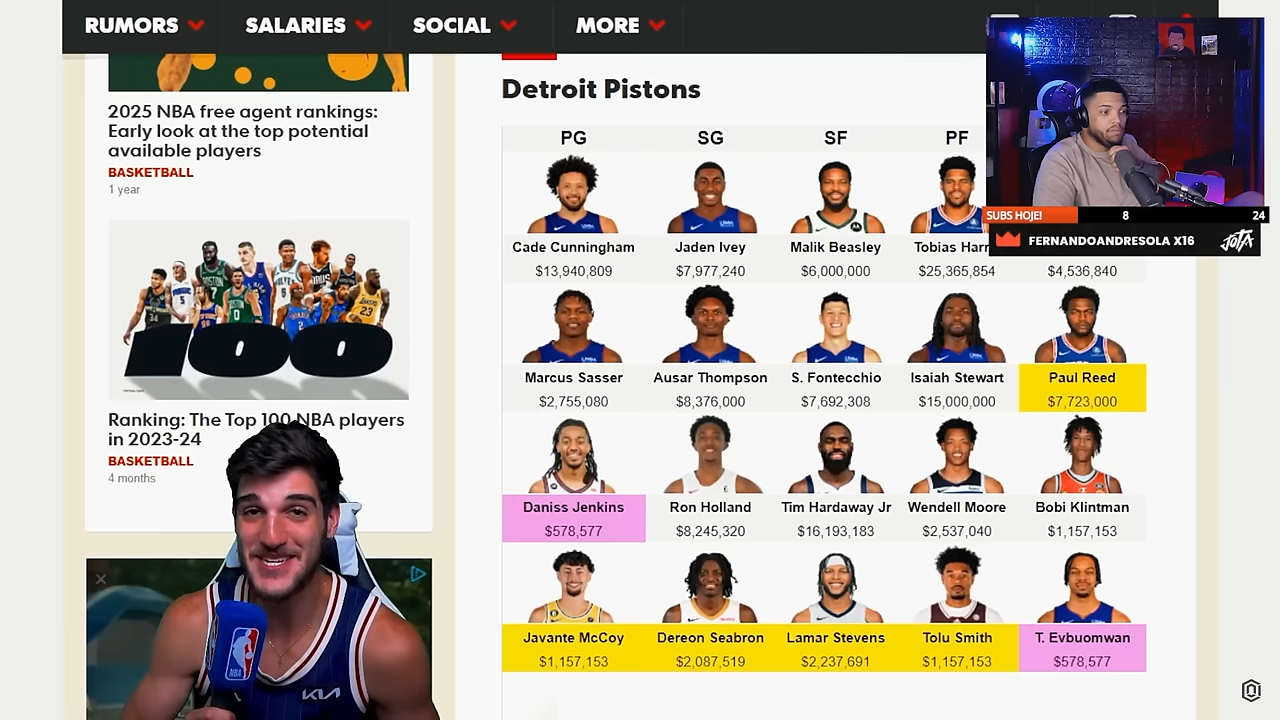 RUMORS
SALARIES
SOCIAL
MORE
2025 NBA free agent rankings:
Early look at the top potential
available players
BASKETBALL
1 year
100
Ranking: The Top 100 NBA players
in 2023-24
BASKETBALL
4 months
Detroit Pistons
PG SG SF PF
Cade Cunningham Jaden Ivey Malik Beasley Tobias Harr
$13,940,809 $7,977,240 $6,000,000 $25,365,854 $4,536,840
Marcus Sasser Ausar Thompson S. Fontecchio Isaiah Stewart Paul Reed
$2,755,080 $8,376,000 $7,692,308 $15,000,000 $7,723,000
Daniss Jenkins Ron Holland Tim Hardaway Jr Wendell Moore Bobi Klintman
$578,577 $8,245,320 $16,193,183 $2,537,040 $1,157,153
Javante McCoy Dereon Seabron Lamar Stevens Tolu Smith T. Evbuomwan
$1,157,153 $2,087,519 $2,237,691 $1,157,153 $578,577
SUBS HOJE! 8 24
FERNANDOANDRESOLA X16
JOTA
NBA
KIA